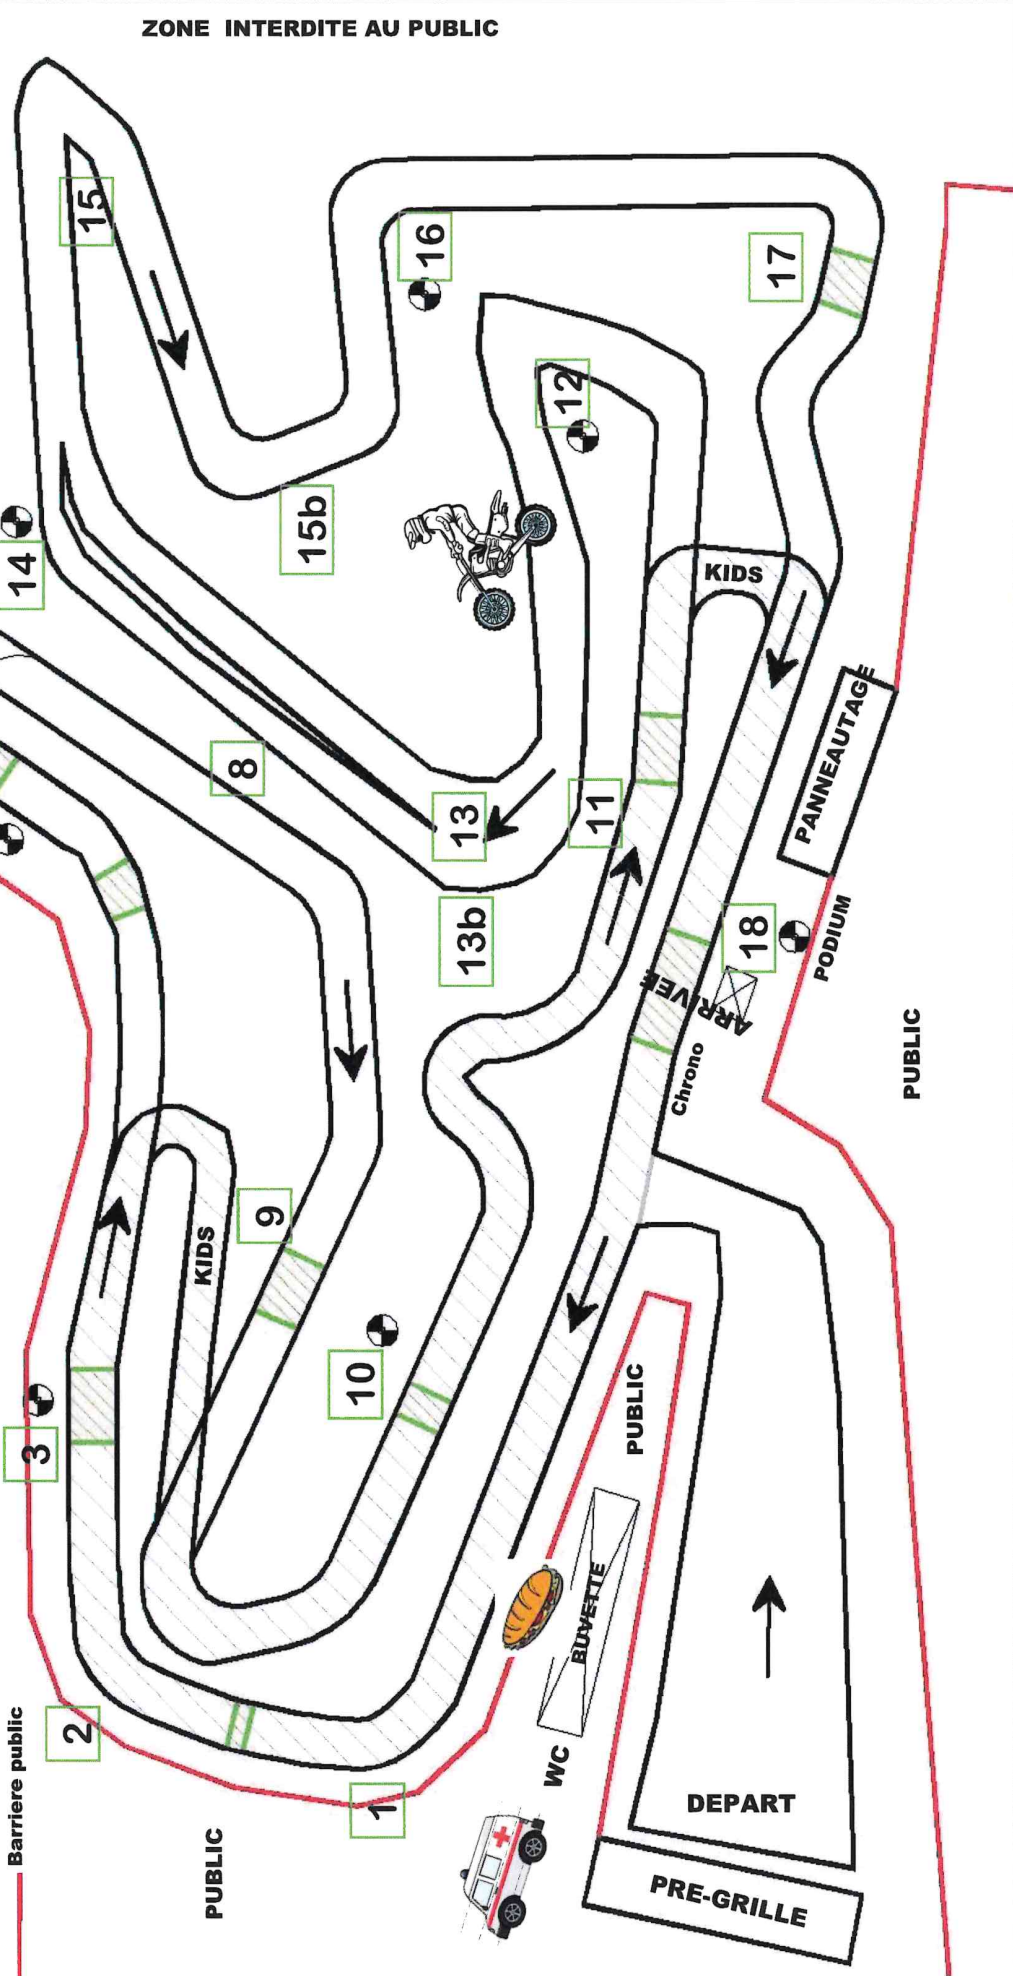 ZONE INTERDITE AU PUBLIC
15
16
17
12
15b
14
KIDS
8
PANNEAUTAGE
13
11
13b
18
PODIUM
ARRIVEE
PUBLIC
Chrono
9
KIDS
10
PUBLIC
3
BUVETTE
2
Barriere public
WC
1
DEPART
PUBLIC
PRE-GRILLE